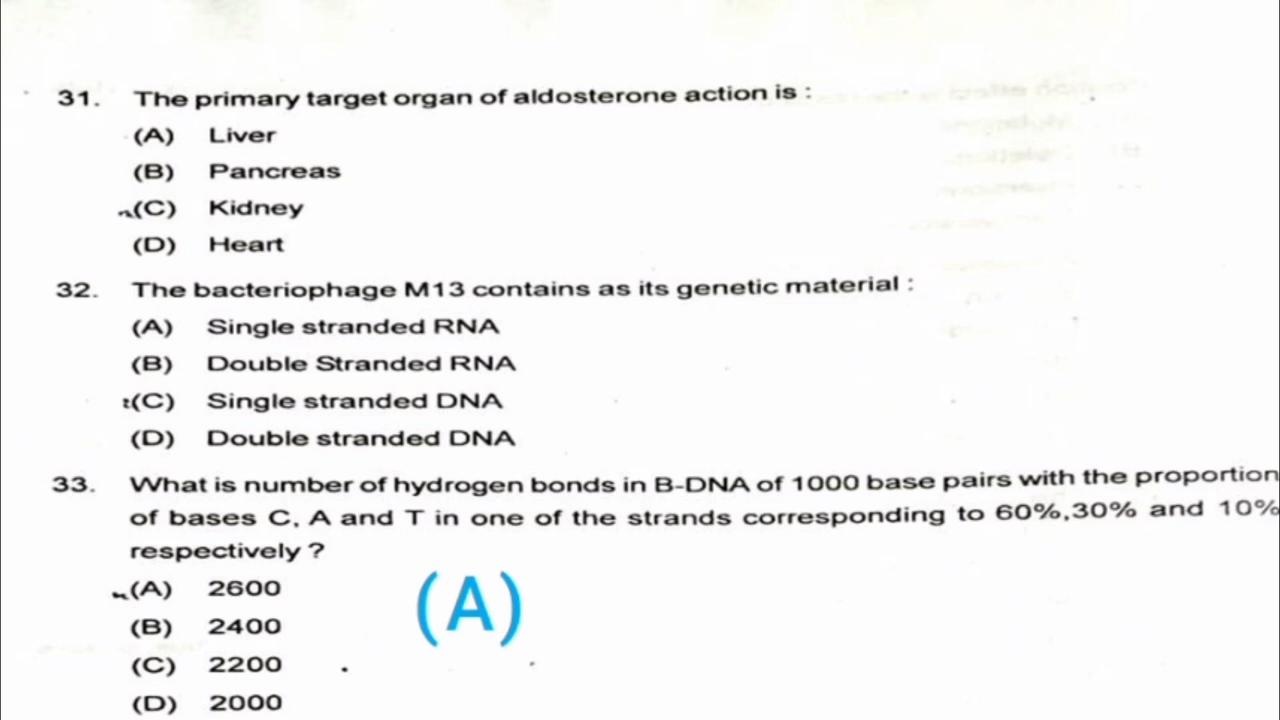 31. The primary target organ of aldosterone action is :
(A) Liver
(B) Pancreas
(C) Kidney
(D) Heart
32. The bacteriophage M13 contains as its genetic material :
(A) Single stranded RNA
(B) Double Stranded RNA
(C) Single stranded DNA
(D) Double stranded DNA
33. What is number of hydrogen bonds in B-DNA of 1000 base pairs with the proportion
of bases C, A and T in one of the strands corresponding to 60%,30% and 10%
respectively ?
(A) 2600
(A)
(B) 2400
(C) 2200
(D) 2000